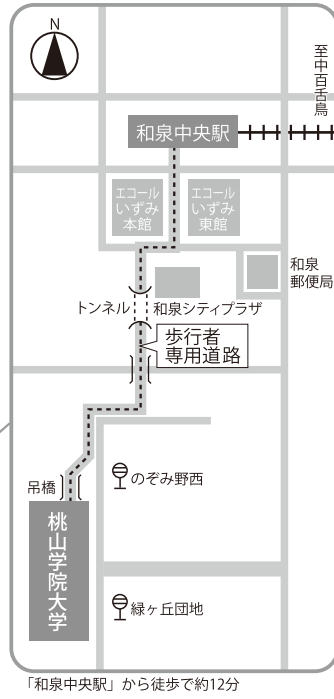 N
至中百舌鳥
和泉中央駅
エコール
いずみ
本館
エコール
いずみ
東館
和泉
郵便局
トンネル
和泉シティプラザ
歩行者
専用道路
のぞみ野西
吊橋
桃山学院大学
緑ヶ丘団地
「和泉中央駅」から徒歩で約12分